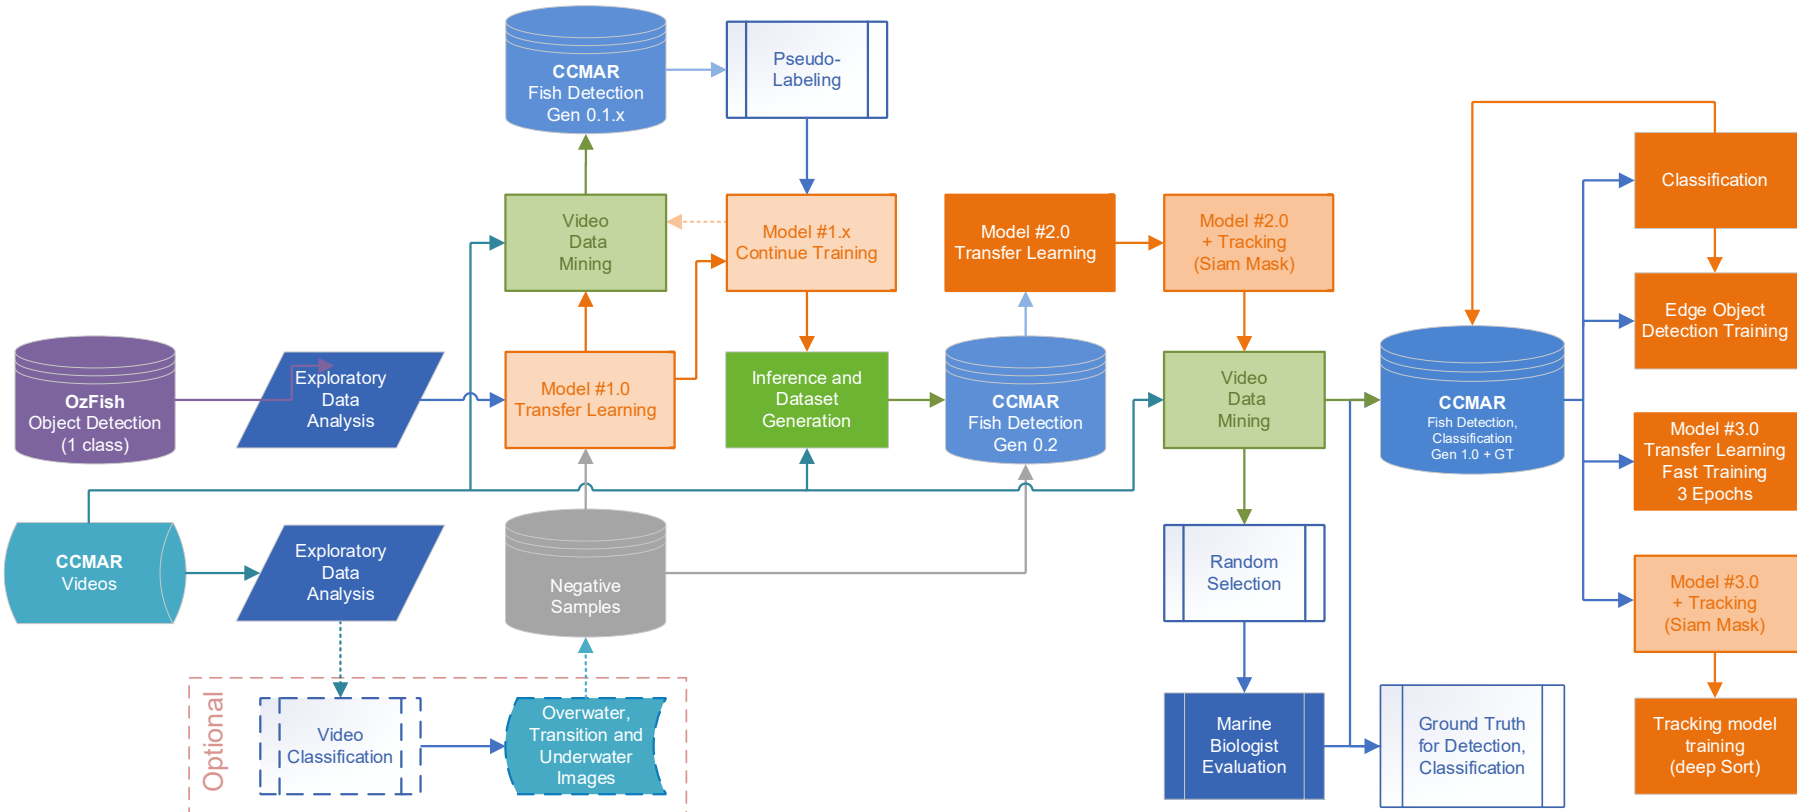 CCMAR
Fish Detection
Gen 0.1.x
Pseudo-
Labeling
Video
Data
Mining
Model #1.x
Continue Training
Model #2.0
Transfer Learning
Model #2.0
+ Tracking
(Siam Mask)
Classification
Edge Object
Detection Training
OzFish
Object Detection
(1 class)
Exploratory
Data
Analysis
Model #1.0
Transfer Learning
Inference and
Dataset
Generation
CCMAR
Fish Detection
Gen 0.2
Video
Data
Mining
CCMAR
Fish Detection,
Classification
Gen 1.0 + GT
Model #3.0
Transfer Learning
Fast Training
3 Epochs
CCMAR
Videos
Exploratory
Data
Analysis
Negative
Samples
Random
Selection
Model #3.0
+ Tracking
(Siam Mask)
Optional
Video
Classification
Overwater,
Transition and
Underwater
Images
Marine
Biologist
Evaluation
Ground Truth
for Detection,
Classification
Tracking model
training
(deep Sort)